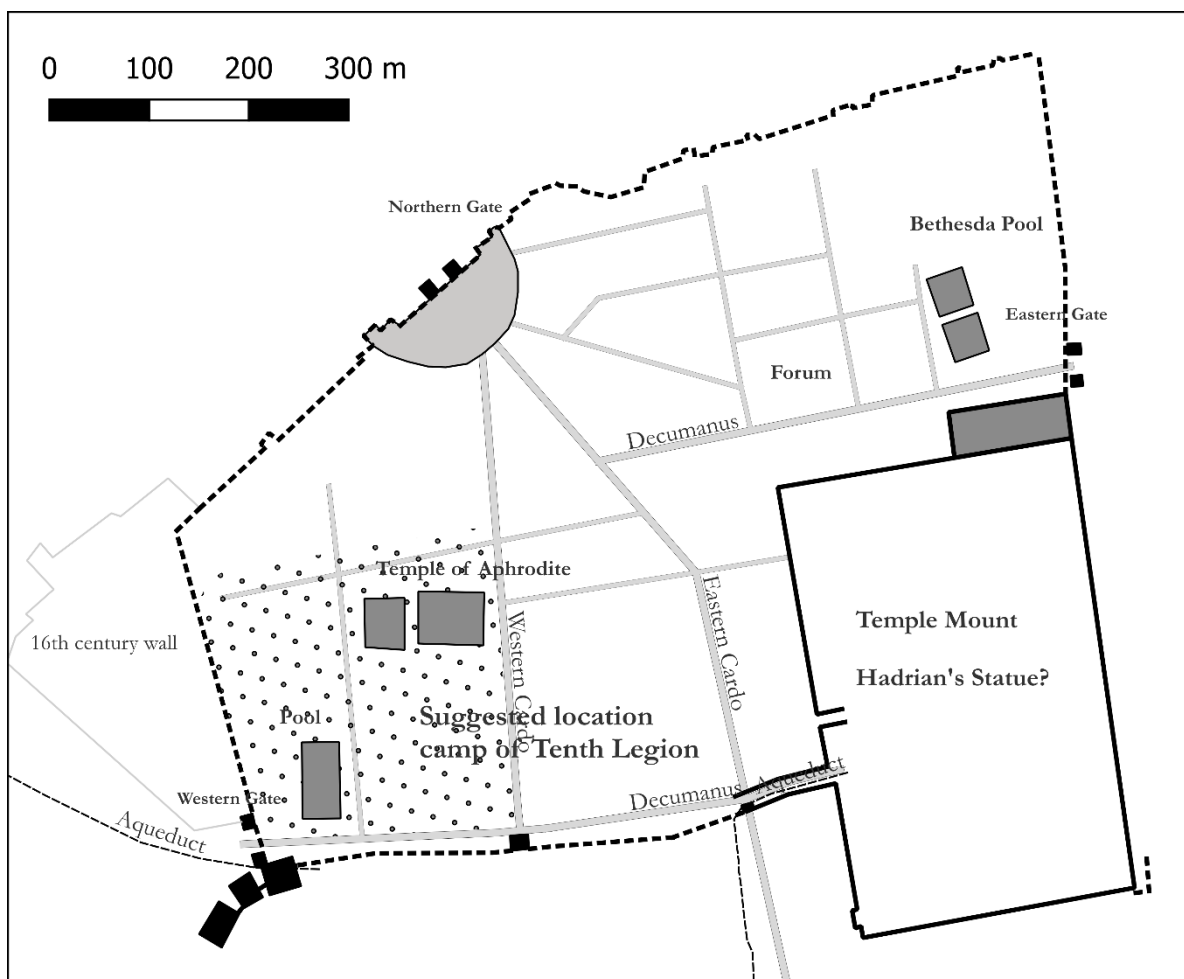 0 100 200 300 m
Northern Gate
Bethesda Pool
Eastern Gate
Forum
Decumanus
Temple of Aphrodite
16th century wall
Western Cardo
Eastern Cardo
Temple Mount
Hadrian's Statue?
Pool
Suggested location
camp of Tenth Legion
Western Gate
Aqueduct
Decumanus
Aqueduct